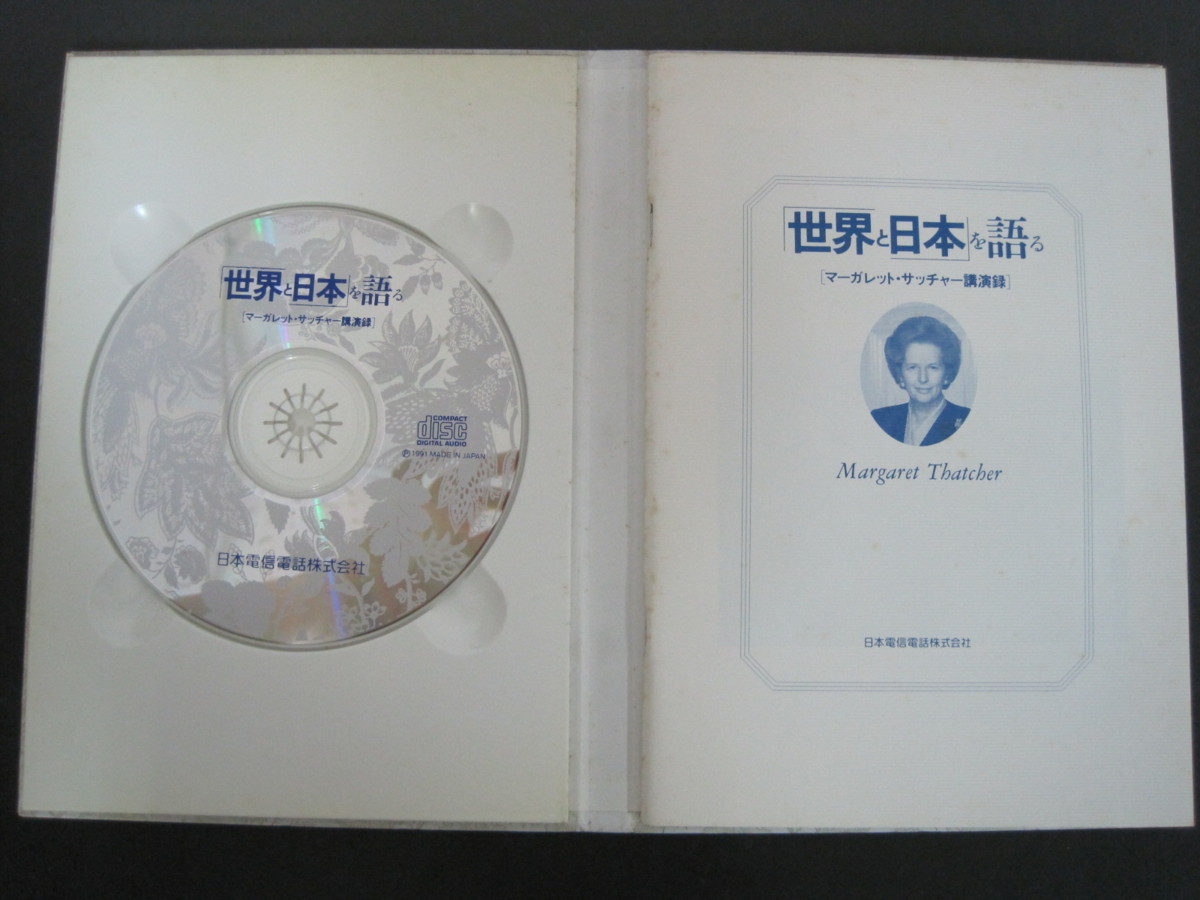 「世界と日本」を語る
[マーガレット・サッチャー講演録]
COMPACT
disc
DIGITAL AUDIO
℗1991 MADE IN JAPAN
日本電信電話株式会社
「世界と日本」を語る
[マーガレット・サッチャー講演録]
Margaret Thatcher
日本電信電話株式会社